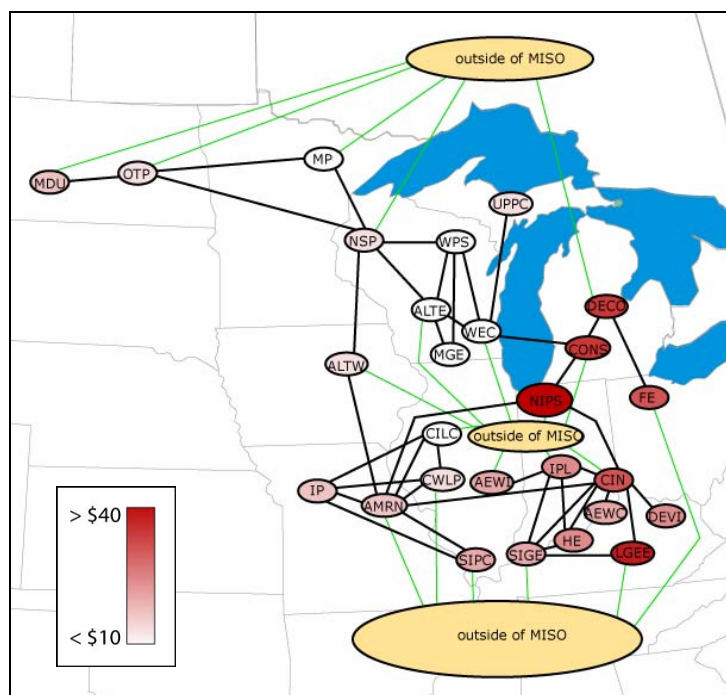 outside of MISO
MP
MDU
OTP
UPPC
NSP
WPS
DECO
ALTE
WEC
CONS
MGE
ALTW
NIPS
FE
CILC
outside of MISO
IPL
CWLP
AEWI
CIN
IP
AMRN
AEWC
DEVI
> $40
HE
SIPC
SIGE
LGEE
< $10
outside of MISO